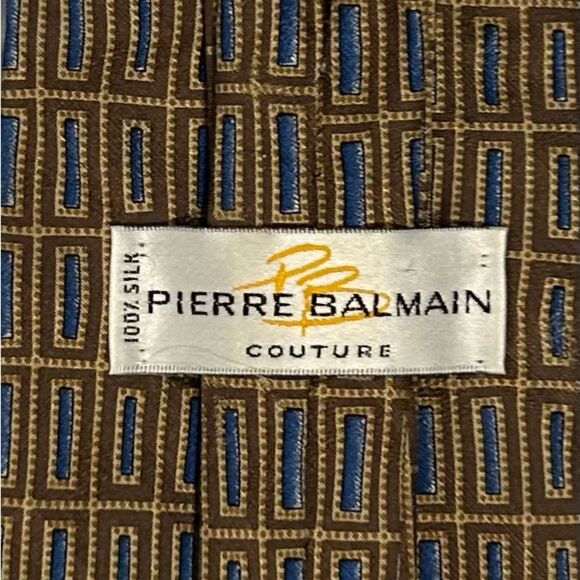 100% SILK
PB
PIERRE BALMAIN
COUTURE